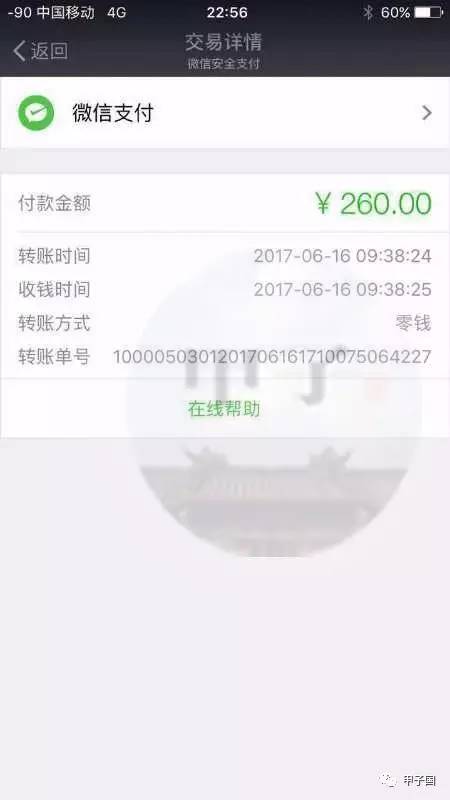 -90 中国移动 4G 22:56 60%
返回 交易详情
微信安全支付
微信支付
付款金额 ¥ 260.00
转账时间 2017-06-16 09:38:24
收钱时间 2017-06-16 09:38:25
转账方式 零钱
转账单号 1000050301201706161710075064227
在线帮助
甲子
甲子国